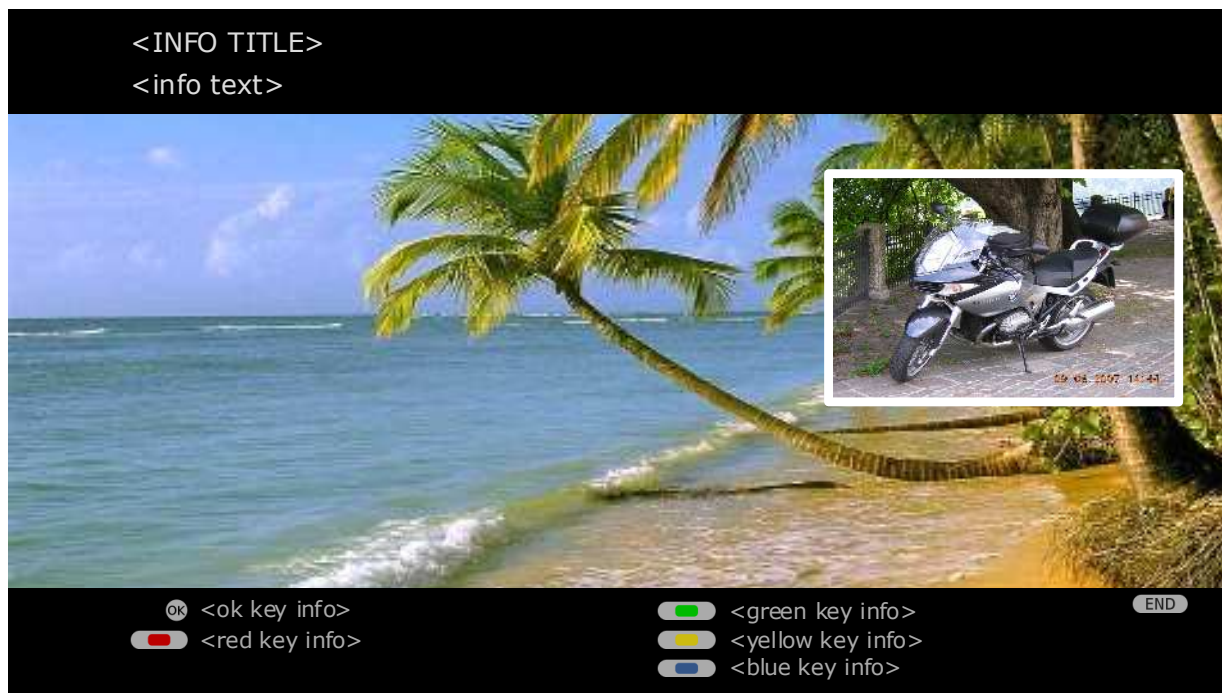 <INFO TITLE>
<info text>
OK <ok key info>
<red key info>
<green key info>
<yellow key info>
<blue key info>
END